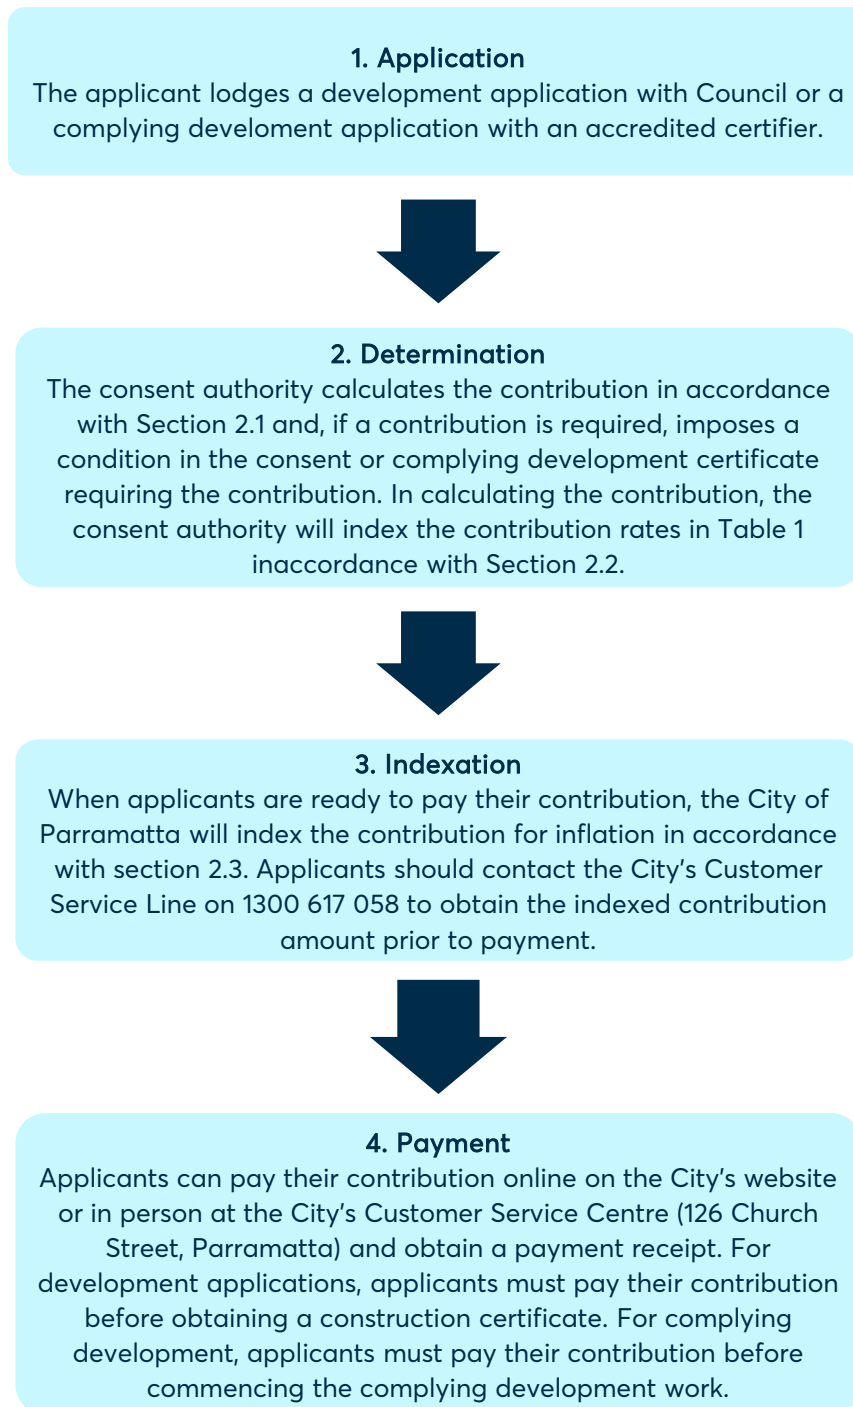 1. Application
The applicant lodges a development application with Council or a
complying develoment application with an accredited certifier.
2. Determination
The consent authority calculates the contribution in accordance
with Section 2.1 and, if a contribution is required, imposes a
condition in the consent or complying development certificate
requiring the contribution. In calculating the contribution, the
consent authority will index the contribution rates in Table 1
inaccordance with Section 2.2.
3. Indexation
When applicants are ready to pay their contribution, the City of
Parramatta will index the contribution for inflation in accordance
with section 2.3. Applicants should contact the City's Customer
Service Line on 1300 617 058 to obtain the indexed contribution
amount prior to payment.
4. Payment
Applicants can pay their contribution online on the City's website
or in person at the City's Customer Service Centre (126 Church
Street, Parramatta) and obtain a payment receipt. For
development applications, applicants must pay their contribution
before obtaining a construction certificate. For complying
development, applicants must pay their contribution before
commencing the complying development work.